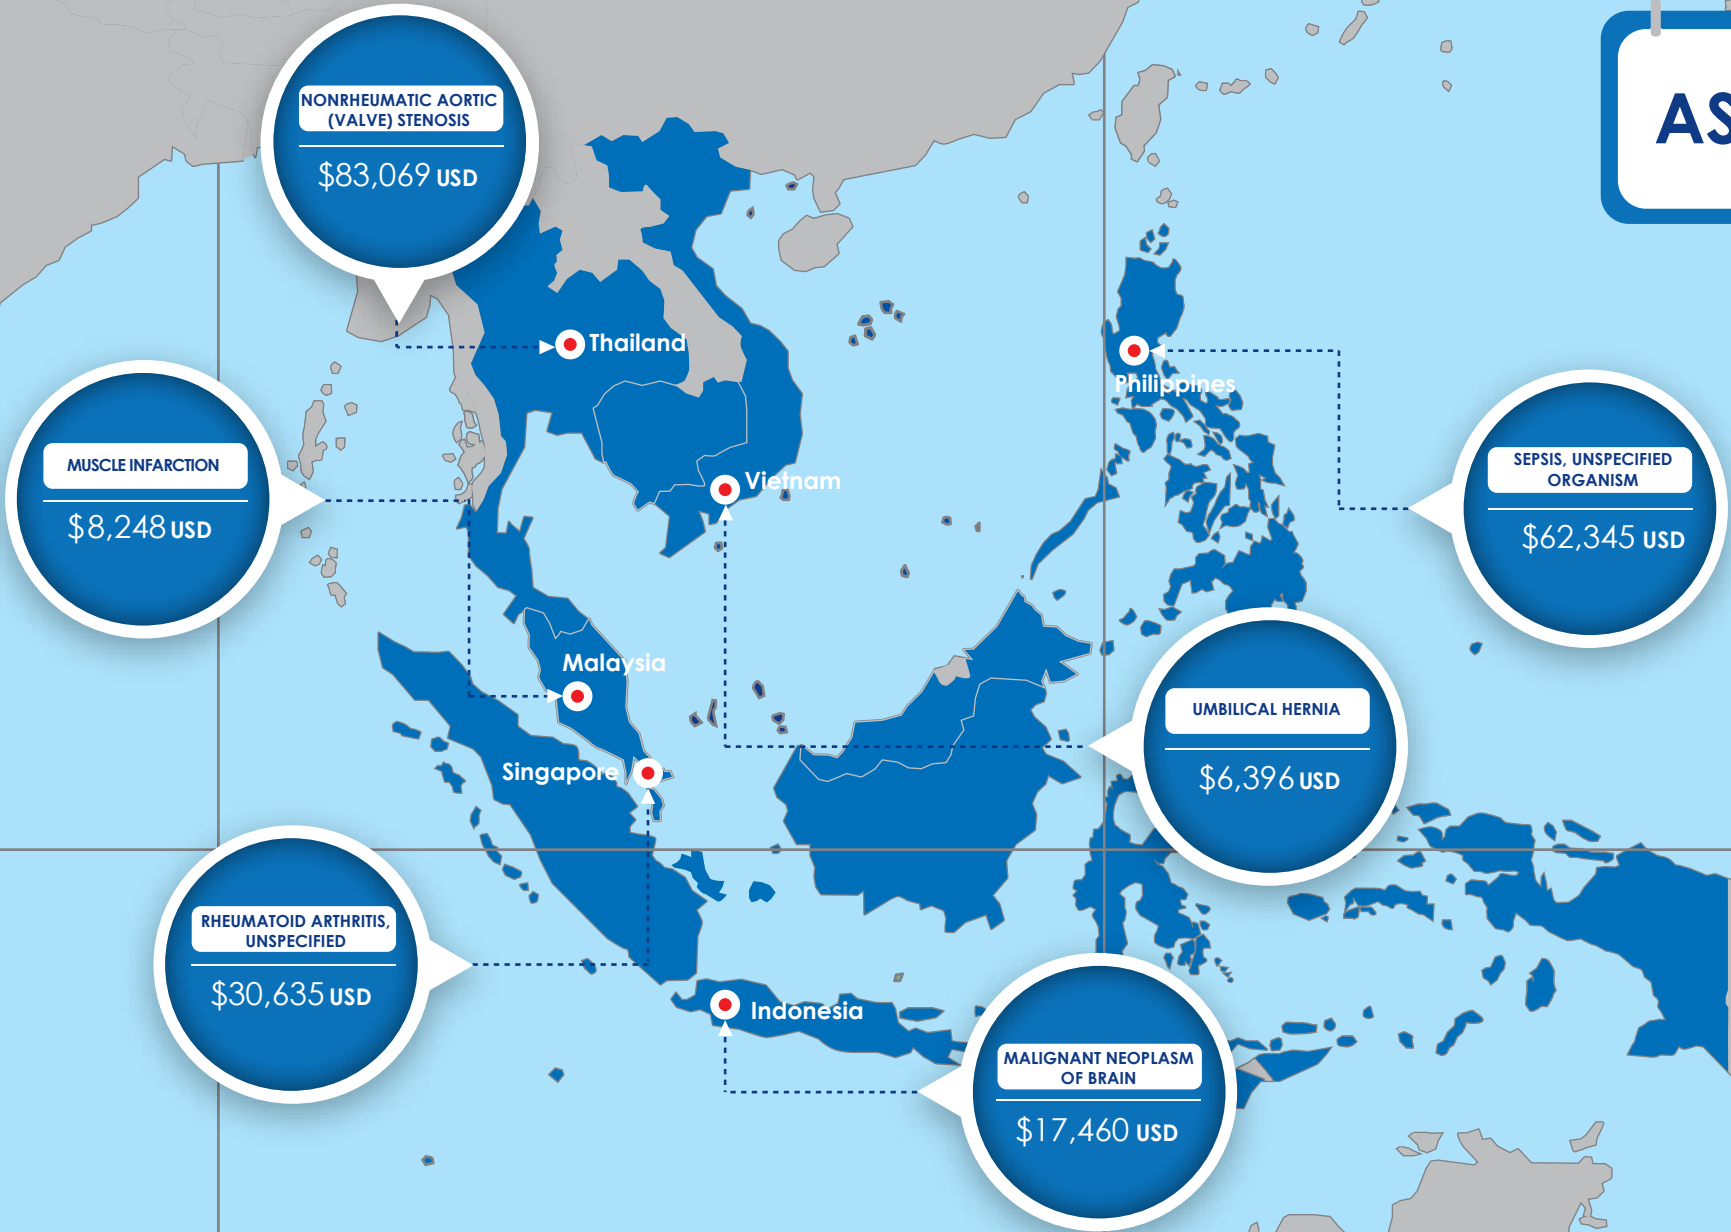 AS
NONRHEUMATIC AORTIC
(VALVE) STENOSIS
$83,069 USD
Thailand
Philippines
MUSCLE INFARCTION
$8,248 USD
SEPSIS, UNSPECIFIED
ORGANISM
$62,345 USD
Vietnam
Malaysia
UMBILICAL HERNIA
$6,396 USD
Singapore
RHEUMATOID ARTHRITIS,
UNSPECIFIED
$30,635 USD
Indonesia
MALIGNANT NEOPLASM
OF BRAIN
$17,460 USD